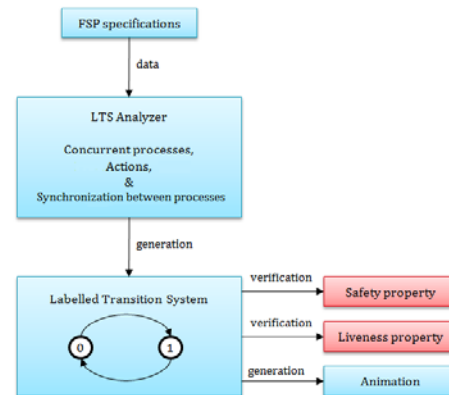 FSP specifications
data
LTS Analyzer
Concurrent processes,
Actions,
&
Synchronization between processes
generation
Labelled Transition System
0
1
verification
Safety property
verification
Liveness property
generation
Animation